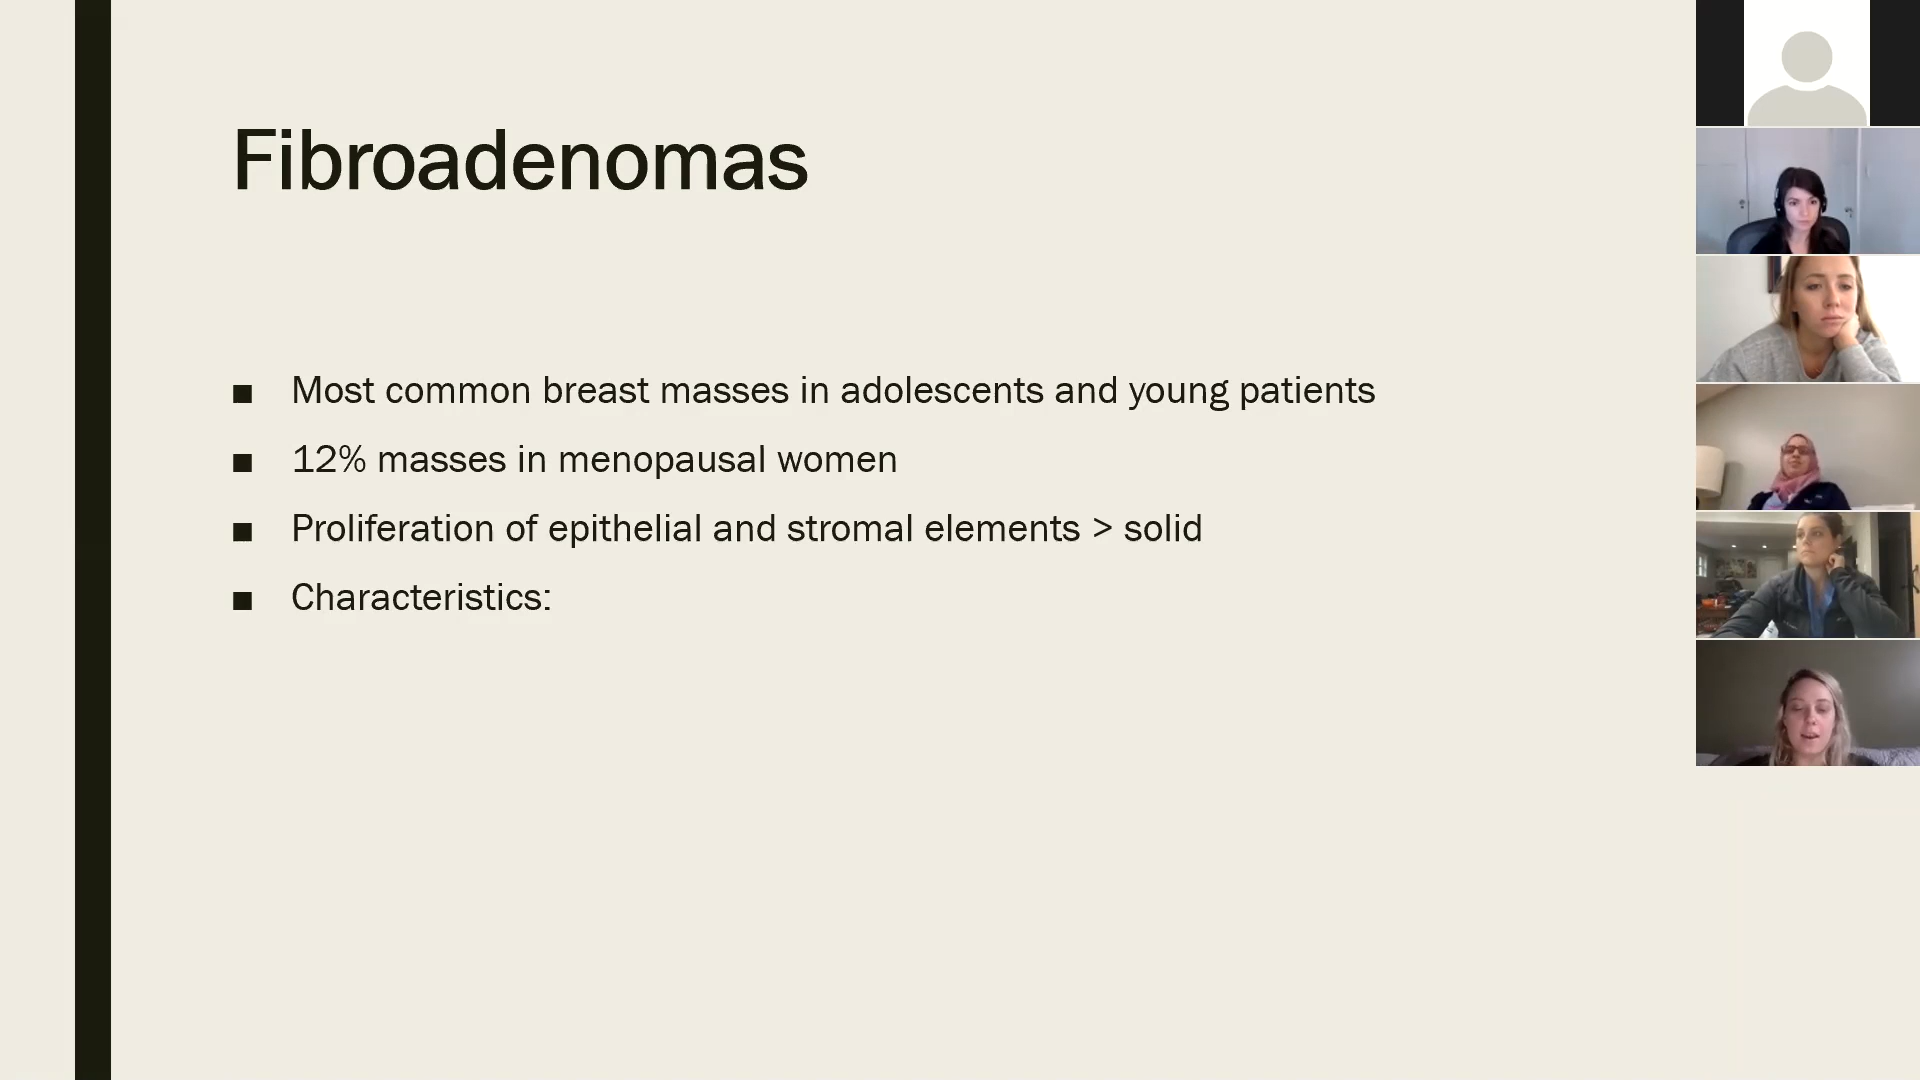 Fibroadenomas
■ Most common breast masses in adolescents and young patients
■ 12% masses in menopausal women
■ Proliferation of epithelial and stromal elements > solid
■ Characteristics: